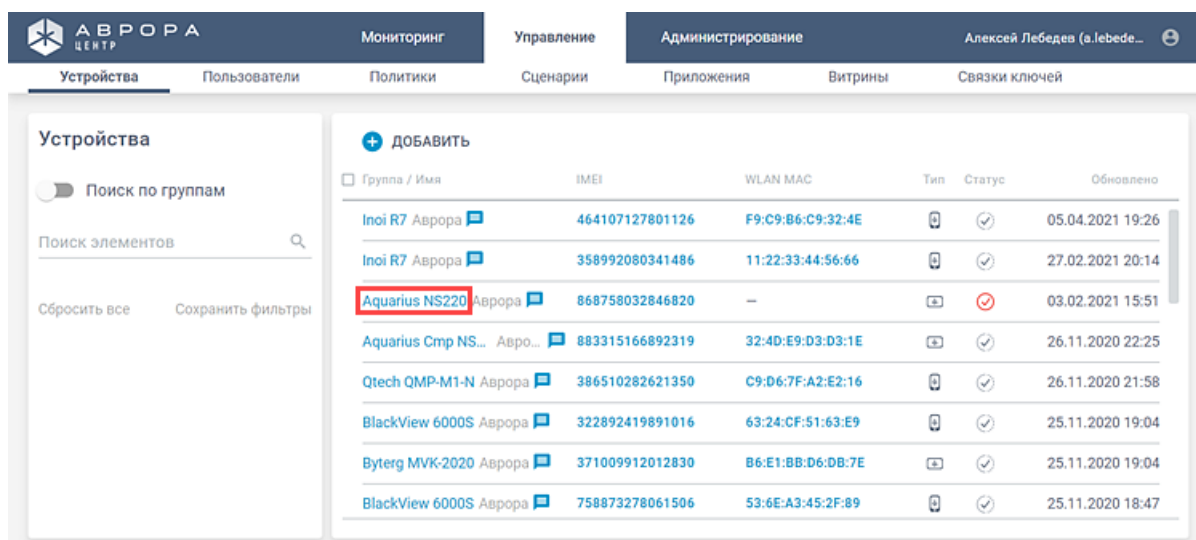 АВРОРА
ЦЕНТР
Мониторинг Управление Администрирование Алексей Лебедев (a.lebede...
Устройства Пользователи Политики Сценарии Приложения Витрины Связки ключей
Устройства
Поиск по группам
Поиск элементов
Сбросить все Сохранить фильтры
ДОБАВИТЬ
Группа / Имя IMEI WLAN MAC Тип Статус Обновлено
Inoi R7 Аврора 464107127801126 F9:C9:B6:C9:32:4E 05.04.2021 19:26
Inoi R7 Аврора 358992080341486 11:22:33:44:56:66 27.02.2021 20:14
Aquarius NS220 Аврора 868758032846820 — 03.02.2021 15:51
Aquarius Cmp NS... Авро... 883315166892319 32:4D:E9:D3:D3:1E 26.11.2020 22:25
Qtech QMP-M1-N Аврора 386510282621350 C9:D6:7F:A2:E2:16 26.11.2020 21:58
BlackView 6000S Аврора 322892419891016 63:24:CF:51:63:E9 25.11.2020 19:04
Byterg MVK-2020 Аврора 371009912012830 B6:E1:BB:D6:DB:7E 25.11.2020 19:04
BlackView 6000S Аврора 758873278061506 53:6E:A3:45:2F:89 25.11.2020 18:47